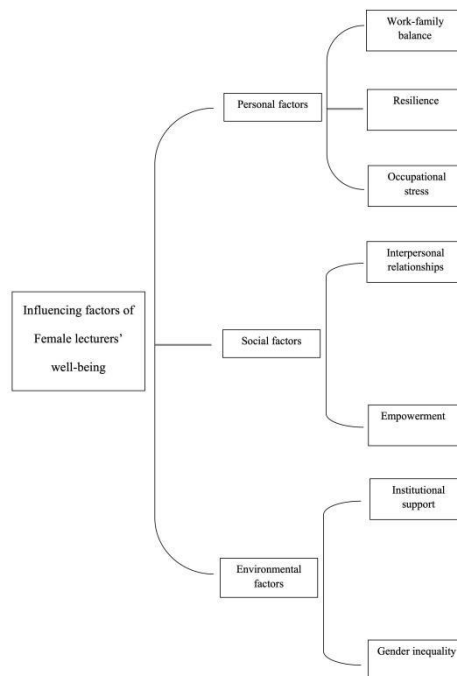 Work-family
balance
Personal factors
Resilience
Occupational
stress
Interpersonal
relationships
Influencing factors of
Female lecturers'
well-being
Social factors
Empowerment
Institutional
support
Environmental
factors
Gender inequality